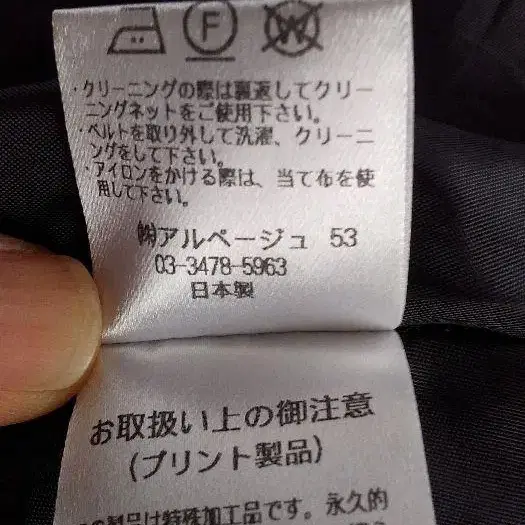 F W
・クリーニングの際は裏返してクリー
ニングネットをご使用下さい。
・ベルトを取り外して洗濯、クリーニ
ングをして下さい。
・アイロンをかける際は、当て布を使
用して下さい。
㈱アルページュ 53
03-3478-5963
日本製
お取扱い上の御注意
(プリント製品)
の製品は特殊加工品です。永久的